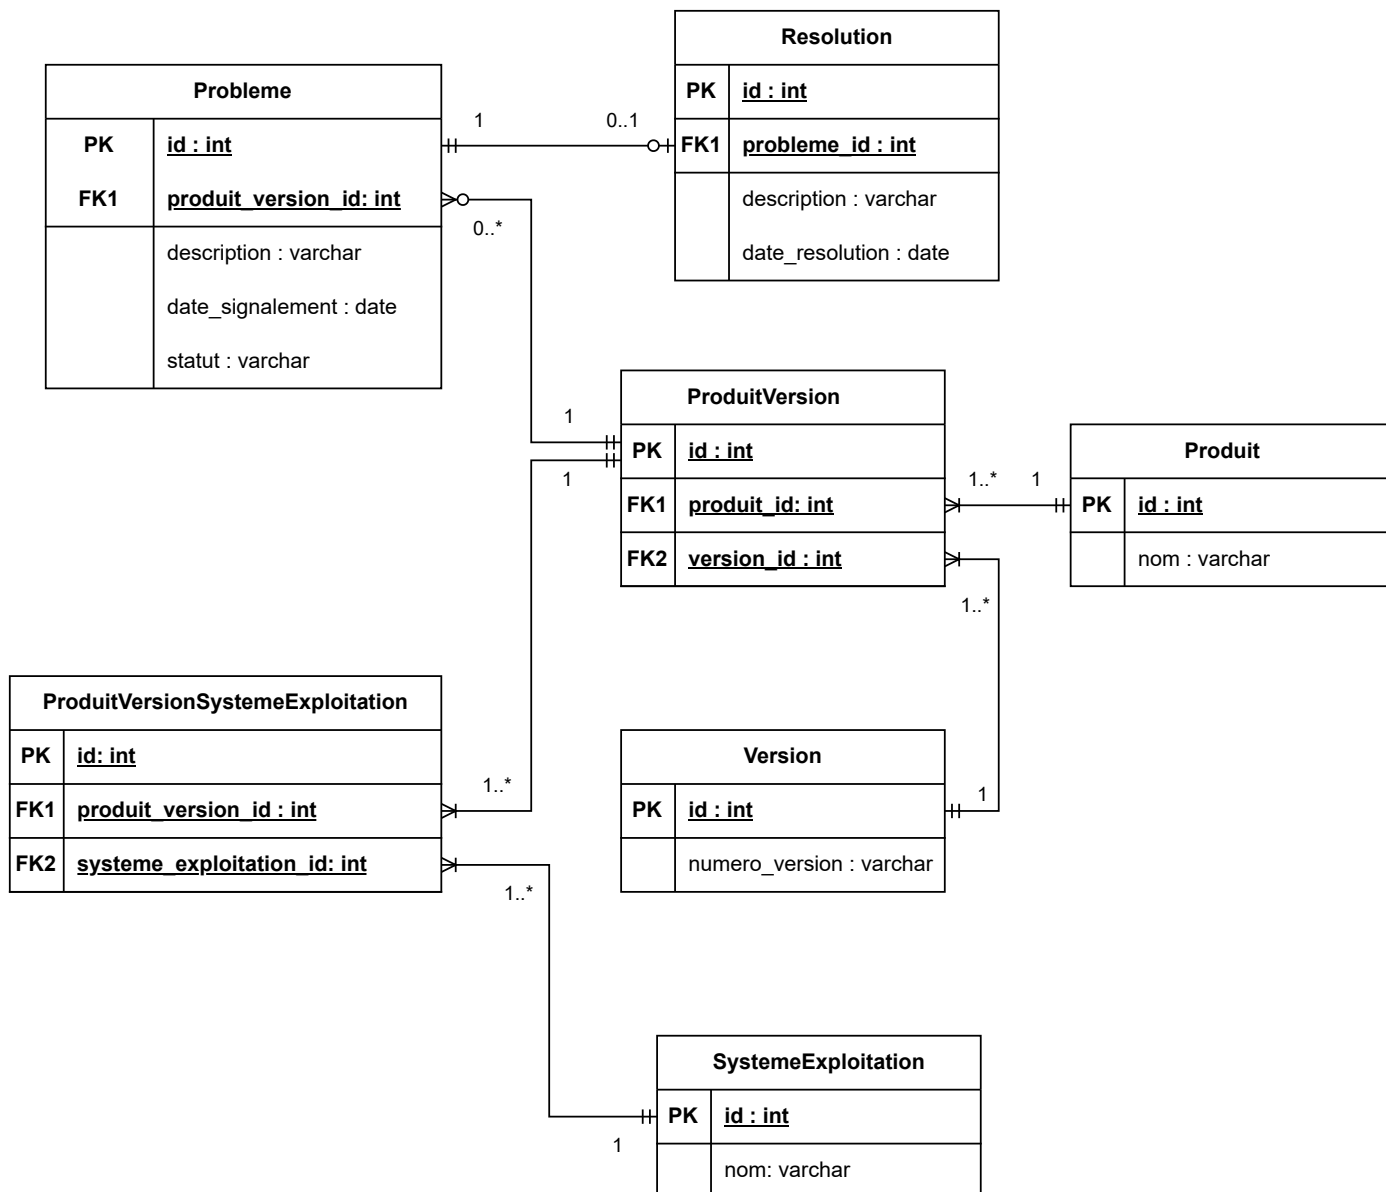 Resolution
PK id : int
FK1 probleme_id : int
description : varchar
date_resolution : date
Probleme
PK id : int
FK1 produit_version_id: int
description : varchar
date_signalement : date
statut : varchar
1
0..1
0..*
1
1
ProduitVersion
PK id : int
FK1 produit_id: int
FK2 version_id : int
1..*
1
Produit
PK id : int
nom : varchar
1..*
ProduitVersionSystemeExploitation
PK id: int
FK1 produit_version_id : int
FK2 systeme_exploitation_id: int
1..*
1..*
Version
PK id : int
numero_version : varchar
1
SystemeExploitation
PK id : int
nom: varchar
1